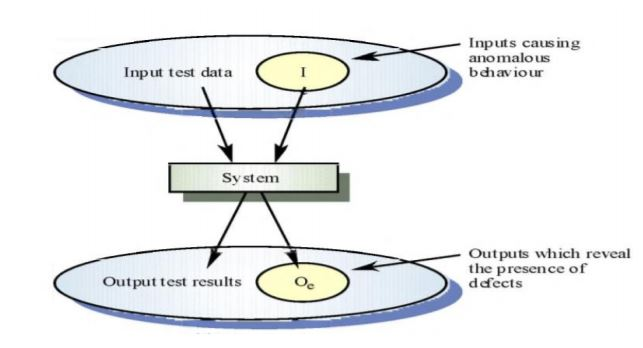 Input test data
I
e
Inputs causing
anomalous
behaviour
System
Output test results
Oe
Outputs which reveal
the presence of
defects